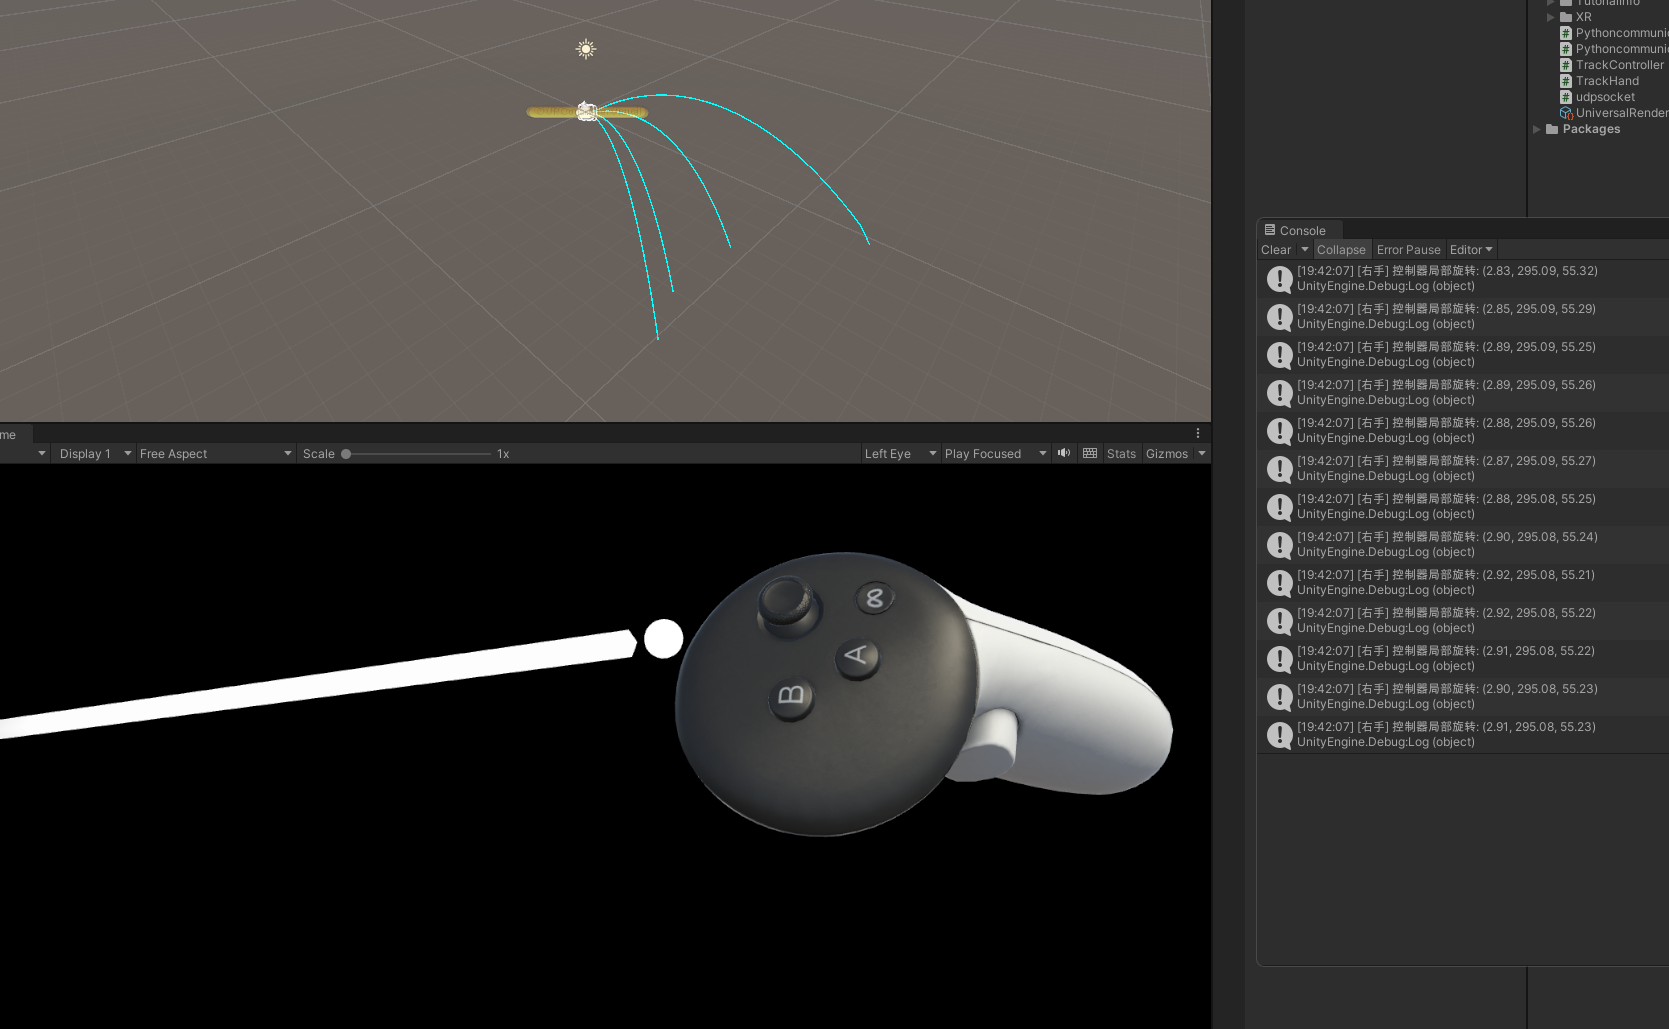 XR
TrackController
TrackHand
udpsocket
Packages
Console
Clear
Collapse
Error Pause
Editor
[19:42:07] [右手] 控制器局部旋转: (2.83, 295.09, 55.32)
UnityEngine.Debug:Log (object)
[19:42:07] [右手] 控制器局部旋转: (2.85, 295.09, 55.29)
UnityEngine.Debug:Log (object)
[19:42:07] [右手] 控制器局部旋转: (2.89, 295.09, 55.25)
UnityEngine.Debug:Log (object)
[19:42:07] [右手] 控制器局部旋转: (2.89, 295.09, 55.26)
UnityEngine.Debug:Log (object)
[19:42:07] [右手] 控制器局部旋转: (2.88, 295.09, 55.26)
UnityEngine.Debug:Log (object)
[19:42:07] [右手] 控制器局部旋转: (2.87, 295.09, 55.27)
UnityEngine.Debug:Log (object)
[19:42:07] [右手] 控制器局部旋转: (2.88, 295.08, 55.25)
UnityEngine.Debug:Log (object)
[19:42:07] [右手] 控制器局部旋转: (2.90, 295.08, 55.24)
UnityEngine.Debug:Log (object)
[19:42:07] [右手] 控制器局部旋转: (2.92, 295.08, 55.21)
UnityEngine.Debug:Log (object)
[19:42:07] [右手] 控制器局部旋转: (2.92, 295.08, 55.22)
UnityEngine.Debug:Log (object)
[19:42:07] [右手] 控制器局部旋转: (2.91, 295.08, 55.22)
UnityEngine.Debug:Log (object)
[19:42:07] [右手] 控制器局部旋转: (2.90, 295.08, 55.23)
UnityEngine.Debug:Log (object)
[19:42:07] [右手] 控制器局部旋转: (2.91, 295.08, 55.23)
UnityEngine.Debug:Log (object)
Display 1
Free Aspect
Scale
1x
Left Eye
Play Focused
Stats
Gizmos
A
B